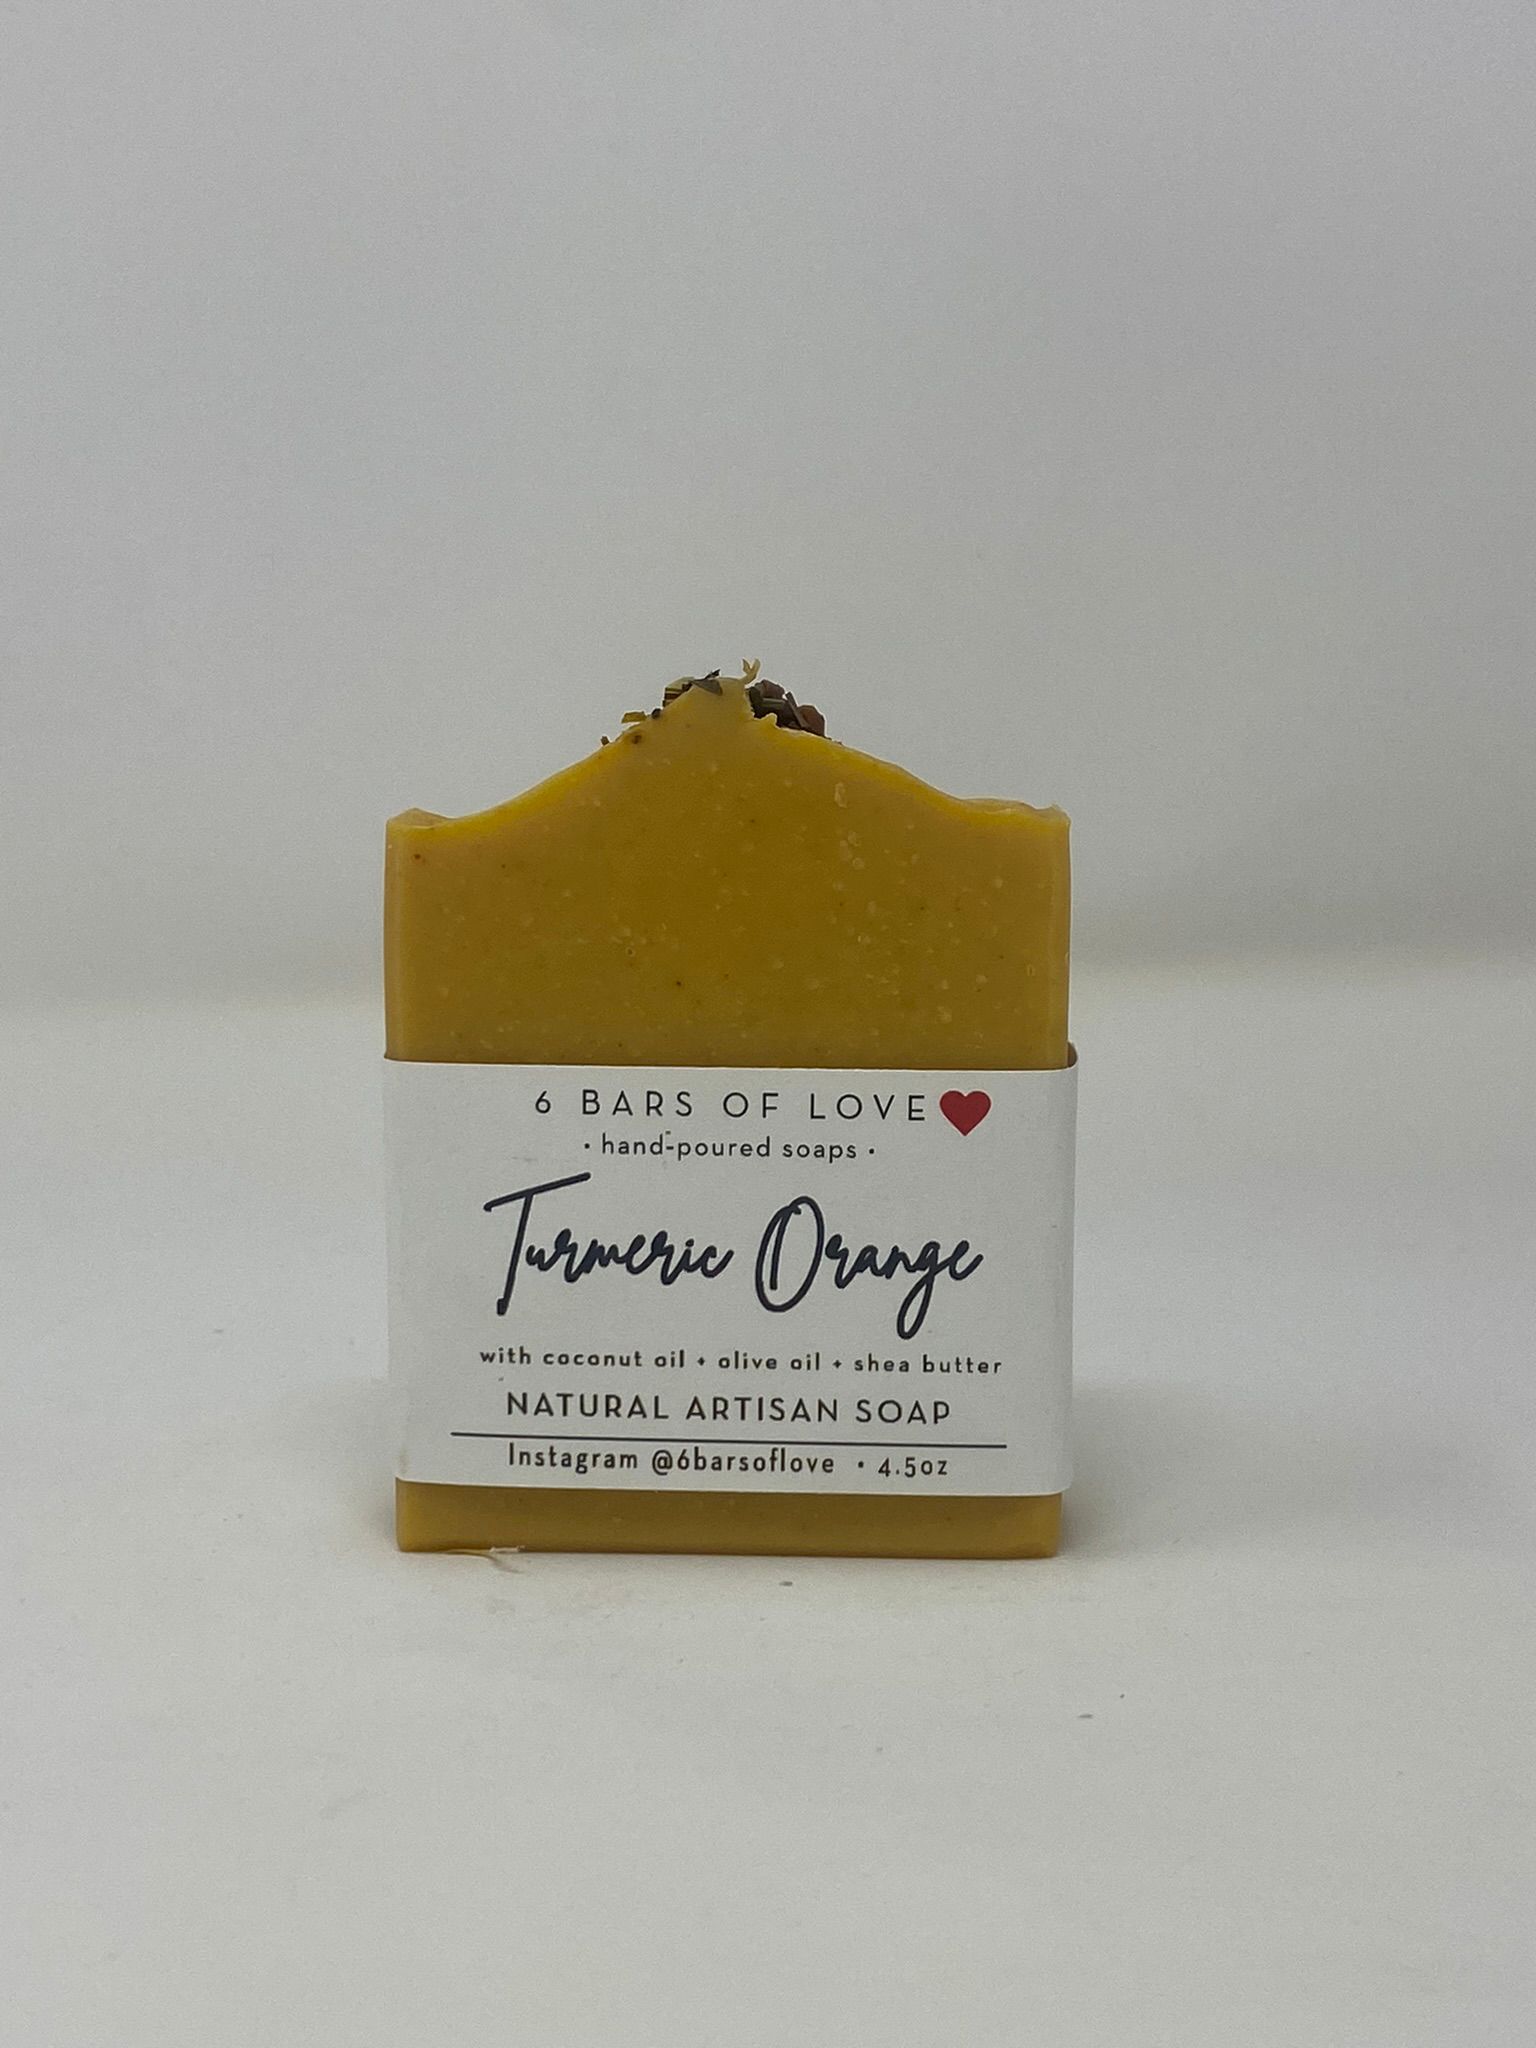 6 BARS OF LOVE
• hand-poured soaps •
Turmeric Orange
with coconut oil + olive oil + shea butter
NATURAL ARTISAN SOAP
Instagram @6barsoflove • 4.5oz